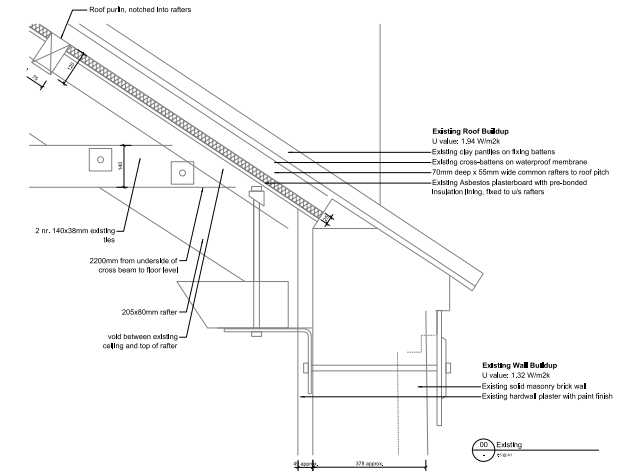 Roof purlin, notched into rafters
75
120
Existing Roof Buildup
U value: 1.94 W/m2k
Existing clay pantiles on fixing battens
Existing cross-battens on waterproof membrane
70mm deep x 55mm wide common rafters to roof pitch
Existing Asbestos plasterboard with pre-bonded
insulation lining, fixed to u/s rafters
140
2 nr. 140x38mm existing
ties
2200mm from underside of
cross beam to floor level
205x80mm rafter
void between existing
ceiling and top of rafter
Existing Wall Buildup
U value: 1.32 W/m2k
Existing solid masonry brick wall
Existing hardwall plaster with paint finish
00 Existing
-
approx.
378 approx.